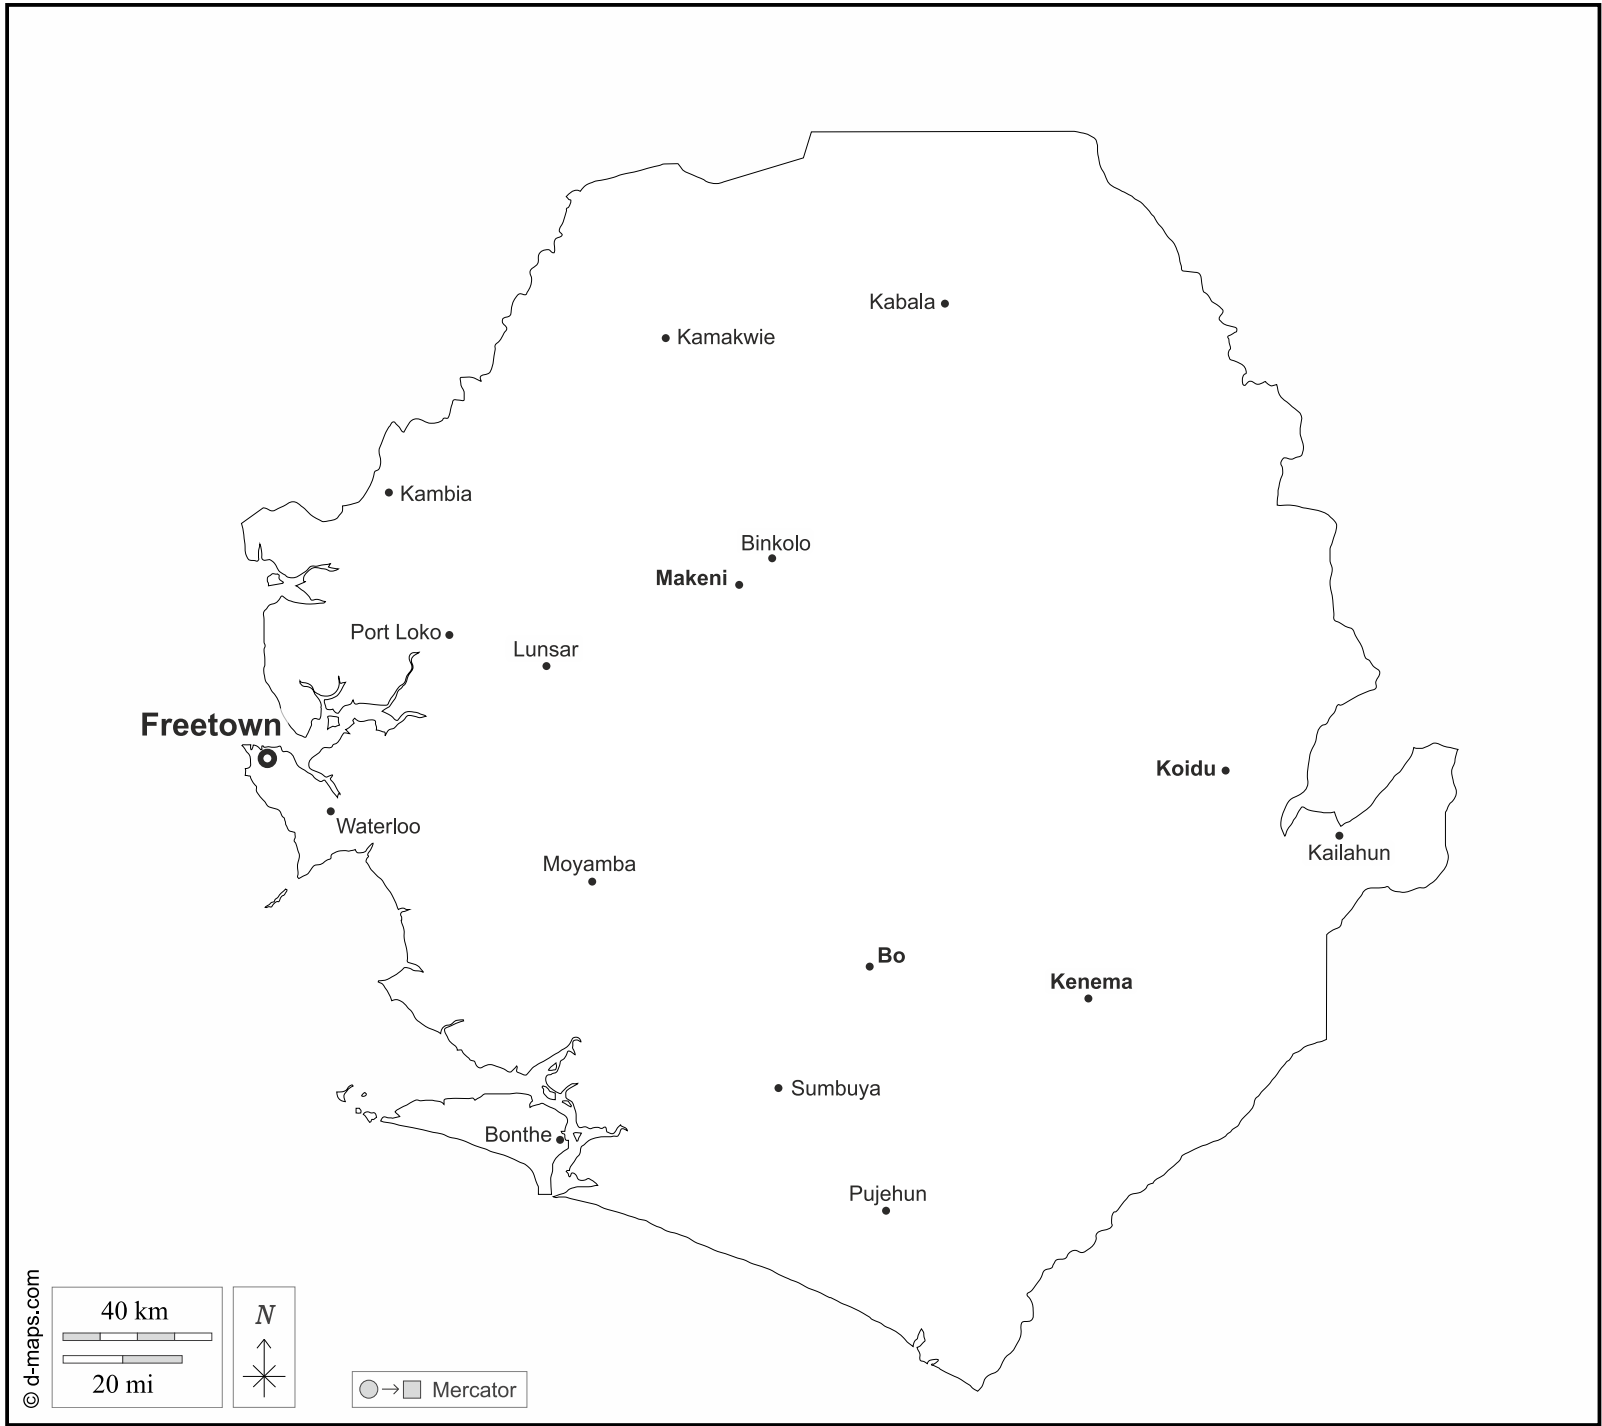 Kabala
Kamakwie
Kambia
Binkolo
Makeni
Port Loko
Lunsar
Freetown
Koidu
Waterloo
Kailahun
Moyamba
Bo
Kenema
Sumbuya
Bonthe
Pujehun
© d-maps.com
40 km
20 mi
N
Mercator